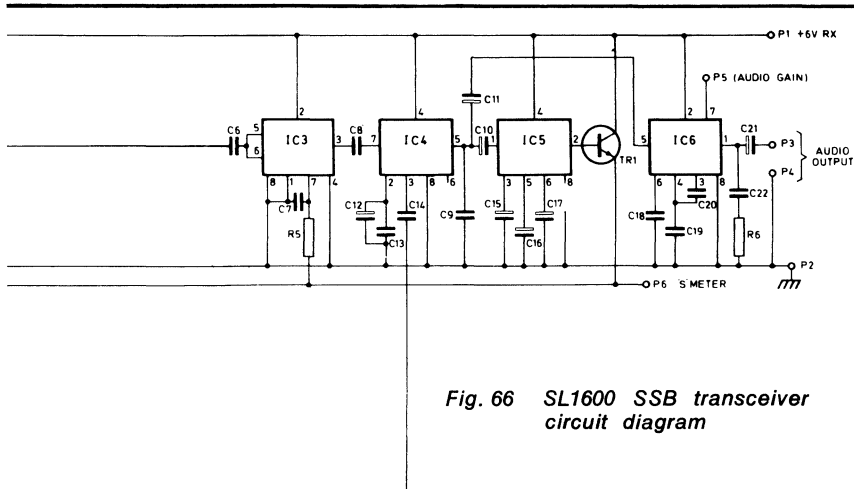 P1 +6V RX
P5 (AUDIO GAIN)
C11
2
4
4
2
7
C6
5
6
IC3
3
C8
7
IC4
5
C10
1
IC5
2
TR1
5
IC6
1
C21
P3
P4
AUDIO
OUTPUT
8
1
7
4
C7
2
3
8
6
3
5
6
8
6
4
3
8
R5
C12
C13
C14
C9
C15
C16
C17
C18
C20
C19
C22
R6
P2
P6 'S' METER
Fig. 66 SL1600 SSB transceiver
circuit diagram